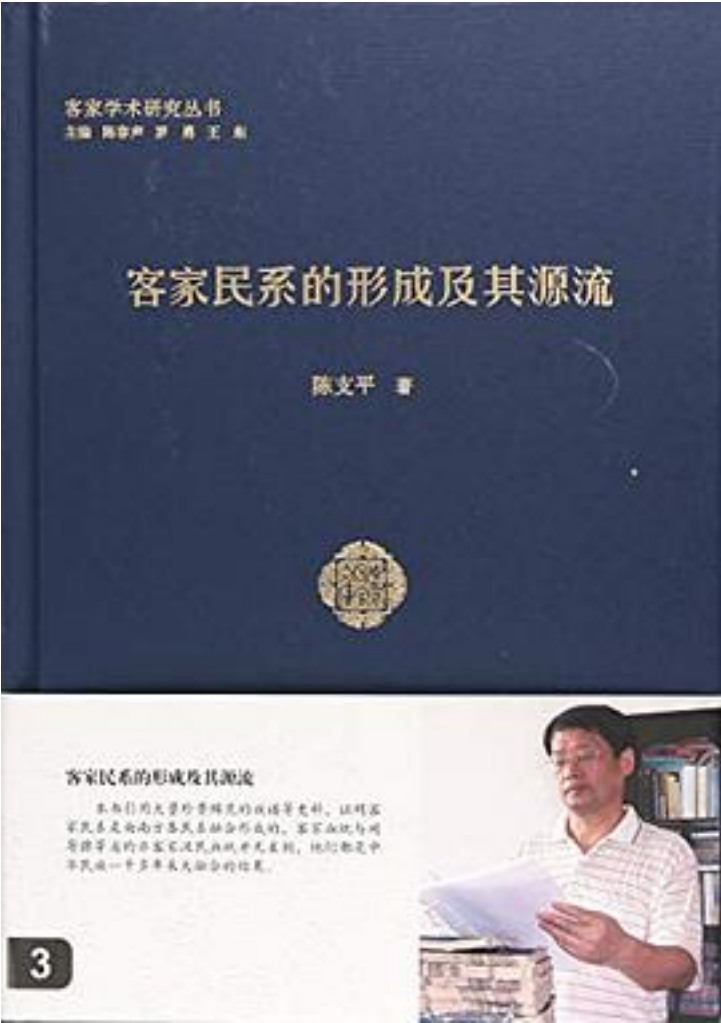 客家学术研究丛书
主编 陈春声 罗 勇 王 东
客家民系的形成及其源流
陈支平 著
客家民系的形成及其源流
本书引用大量珍贵稀见的族谱等史料，证明客
家民系是由南方各民系融合形成的，客家血统与闽
粤赣等省的非客家汉民血统并无差别，他们都是中
华民族一千多年来大融合的结果。
3